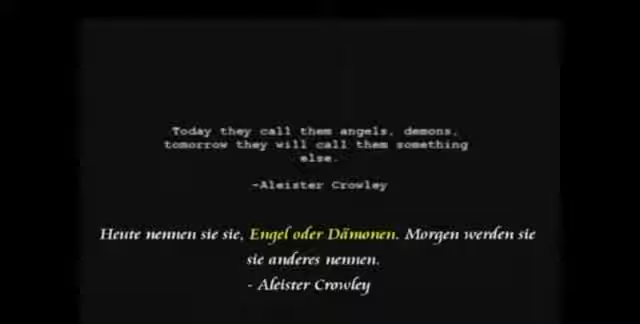 Today they call them angels, demons,
tomorrow they will call them something
else.
-Aleister Crowley
Heute nennen sie sie, Engel oder Dämonen. Morgen werden sie
sie anderes nennen.
- Aleister Crowley